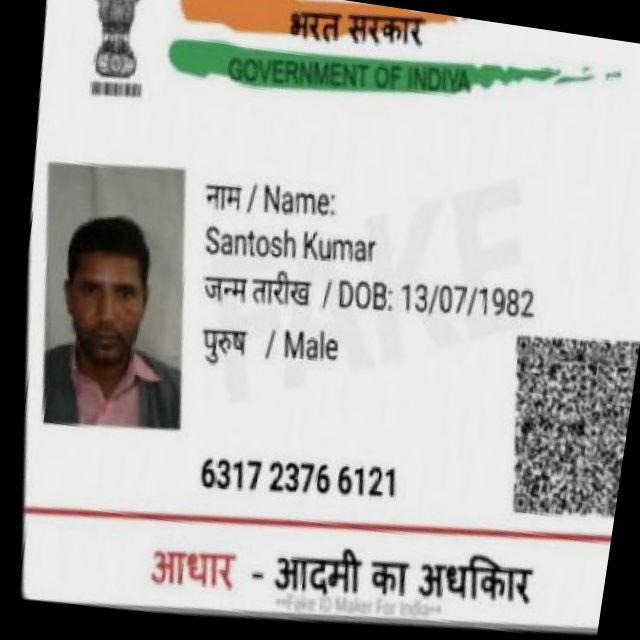 भरत सरकार
GOVERNMENT OF INDIYA
नाम / Name:
Santosh Kumar
जन्म तारीख / DOB: 13/07/1982
पुरुष / Male
FAKE
6317 2376 6121
आधार - आदमी का अधकिार
**Fake ID Maker For India**